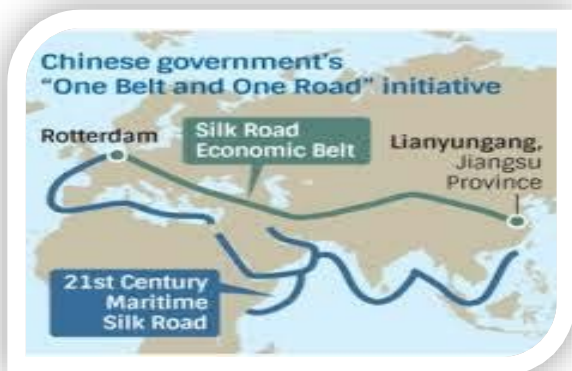 Chinese government's
"One Belt and One Road" initiative
Rotterdam
Silk Road
Economic Belt
Lianyungang,
Jiangsu
Province
21st Century
Maritime
Silk Road